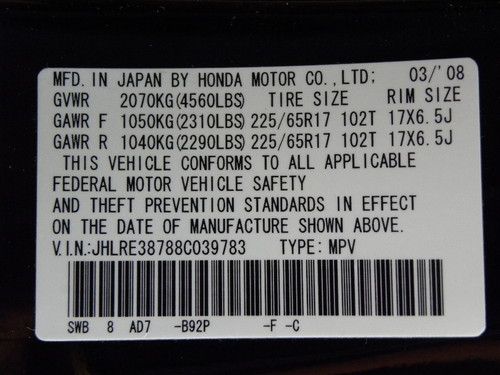 MFD. IN JAPAN BY HONDA MOTOR CO., LTD; 03/'08
GVWR 2070KG(4560LBS) TIRE SIZE RIM SIZE
GAWR F 1050KG(2310LBS) 225/65R17 102T 17X6.5J
GAWR R 1040KG(2290LBS) 225/65R17 102T 17X6.5J
THIS VEHICLE CONFORMS TO ALL APPLICABLE
FEDERAL MOTOR VEHICLE SAFETY
AND THEFT PREVENTION STANDARDS IN EFFECT
ON THE DATE OF MANUFACTURE SHOWN ABOVE.
V.I.N:JHLRE38788C039783 TYPE: MPV
SWB 8 AD7 -B92P -F -C